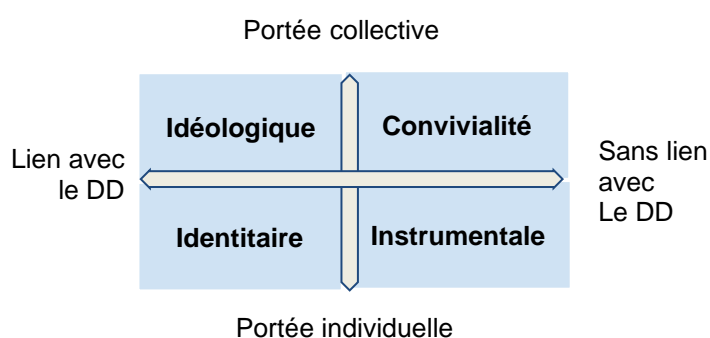 Portée collective
Idéologique
Convivialité
Lien avec
le DD
Sans lien
avec
Le DD
Identitaire
Instrumentale
Portée individuelle